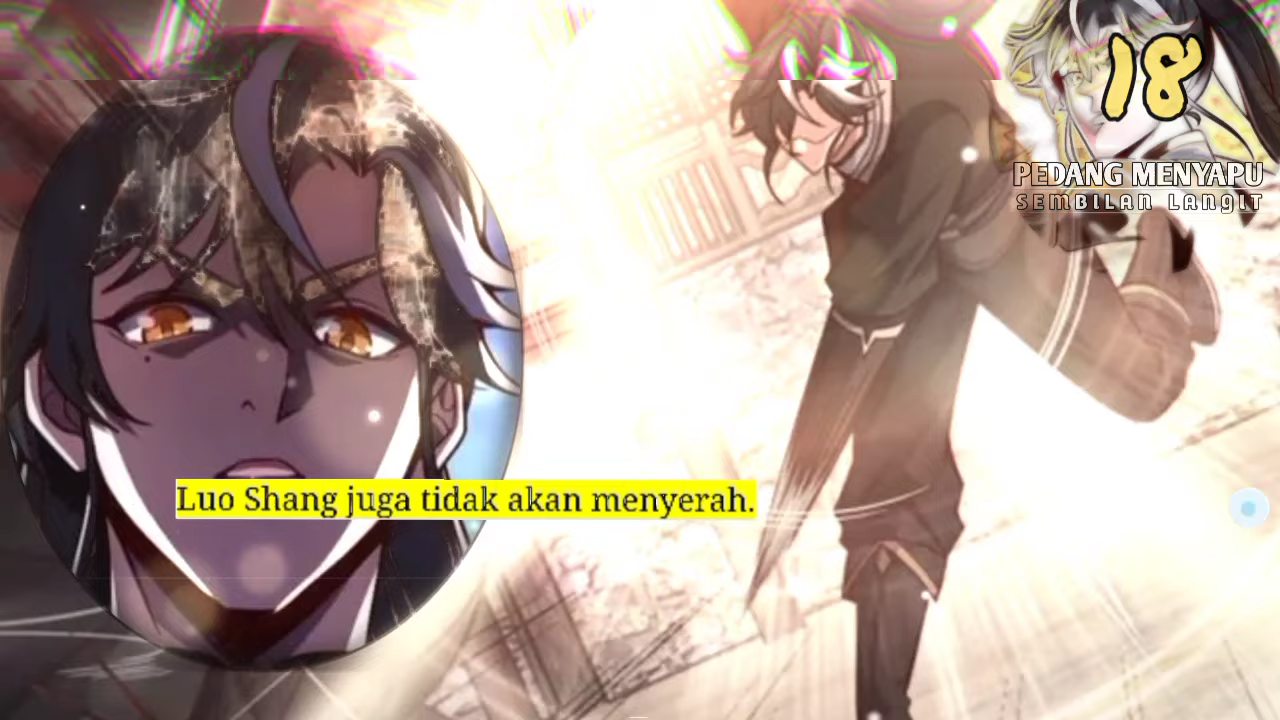 18
PEDANG MENYAPU
SEMBILAN LANGIT
Luo Shang juga tidak akan menyerah.